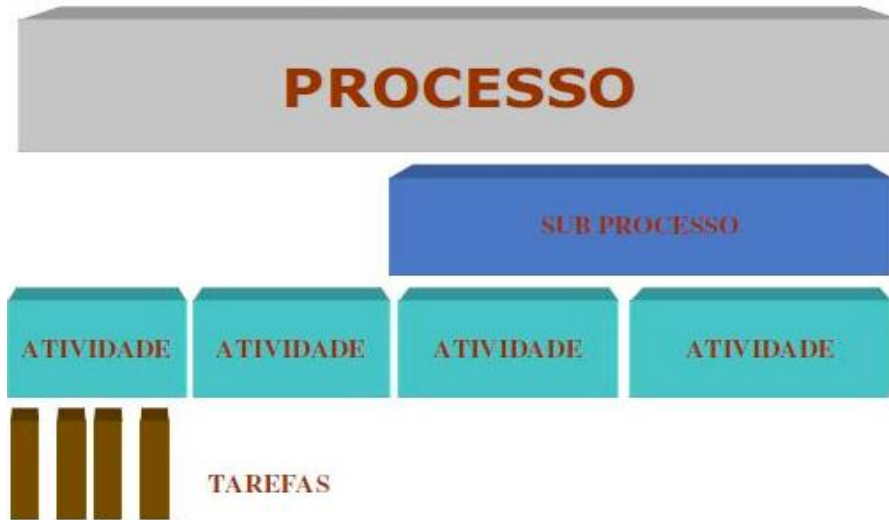 PROCESSO
SUB PROCESSO
ATIVIDADE ATIVIDADE ATIVIDADE ATIVIDADE
TAREFAS